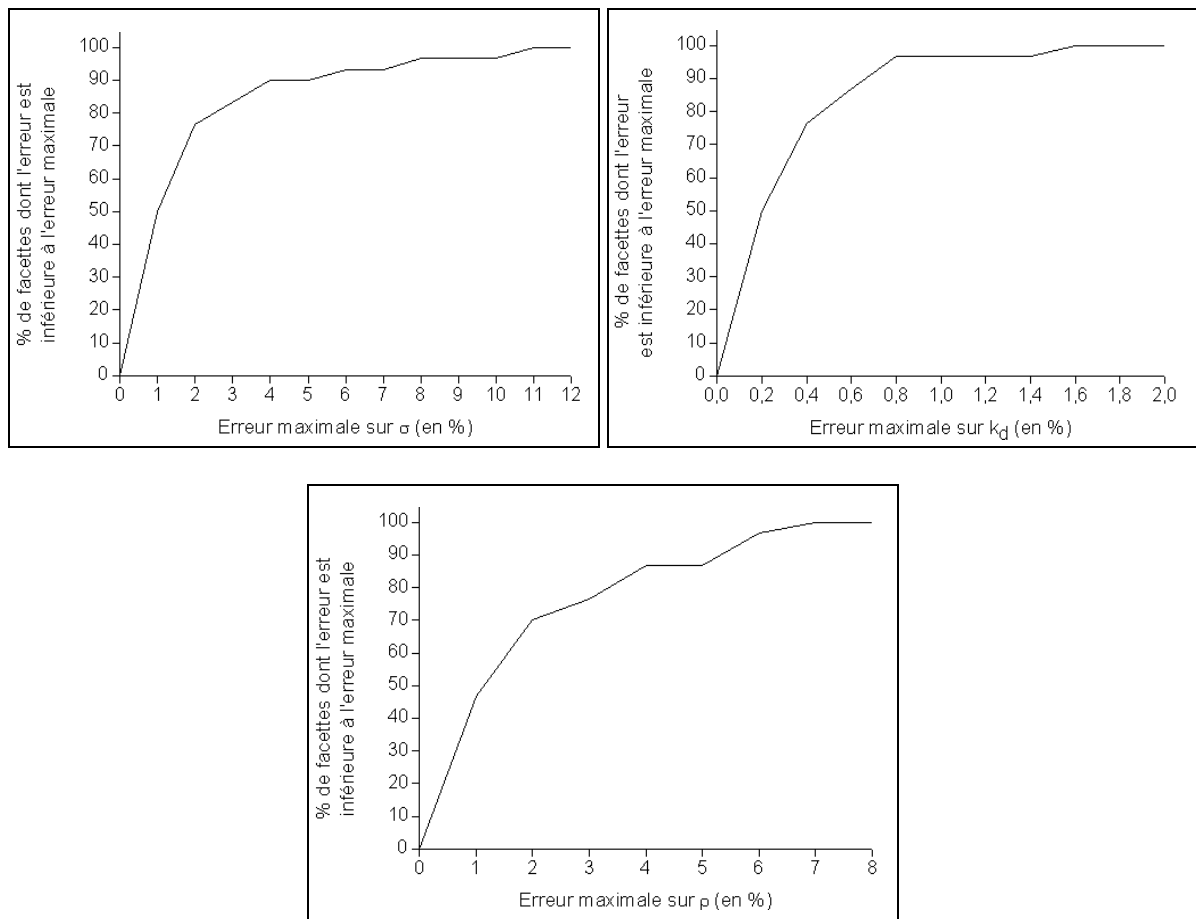 % de facettes dont l'erreur est
inférieure à l'erreur maximale
100
90
80
70
60
50
40
30
20
10
0
0 1 2 3 4 5 6 7 8 9 10 11 12
Erreur maximale sur σ (en %)
% de facettes dont l'erreur
est inférieure à l'erreur maximale
100
90
80
70
60
50
40
30
20
10
0
0,0 0,2 0,4 0,6 0,8 1,0 1,2 1,4 1,6 1,8 2,0
Erreur maximale sur kd (en %)
% de facettes dont l'erreur est
inférieure à l'erreur maximale
100
90
80
70
60
50
40
30
20
10
0
0 1 2 3 4 5 6 7 8
Erreur maximale sur ρ (en %)